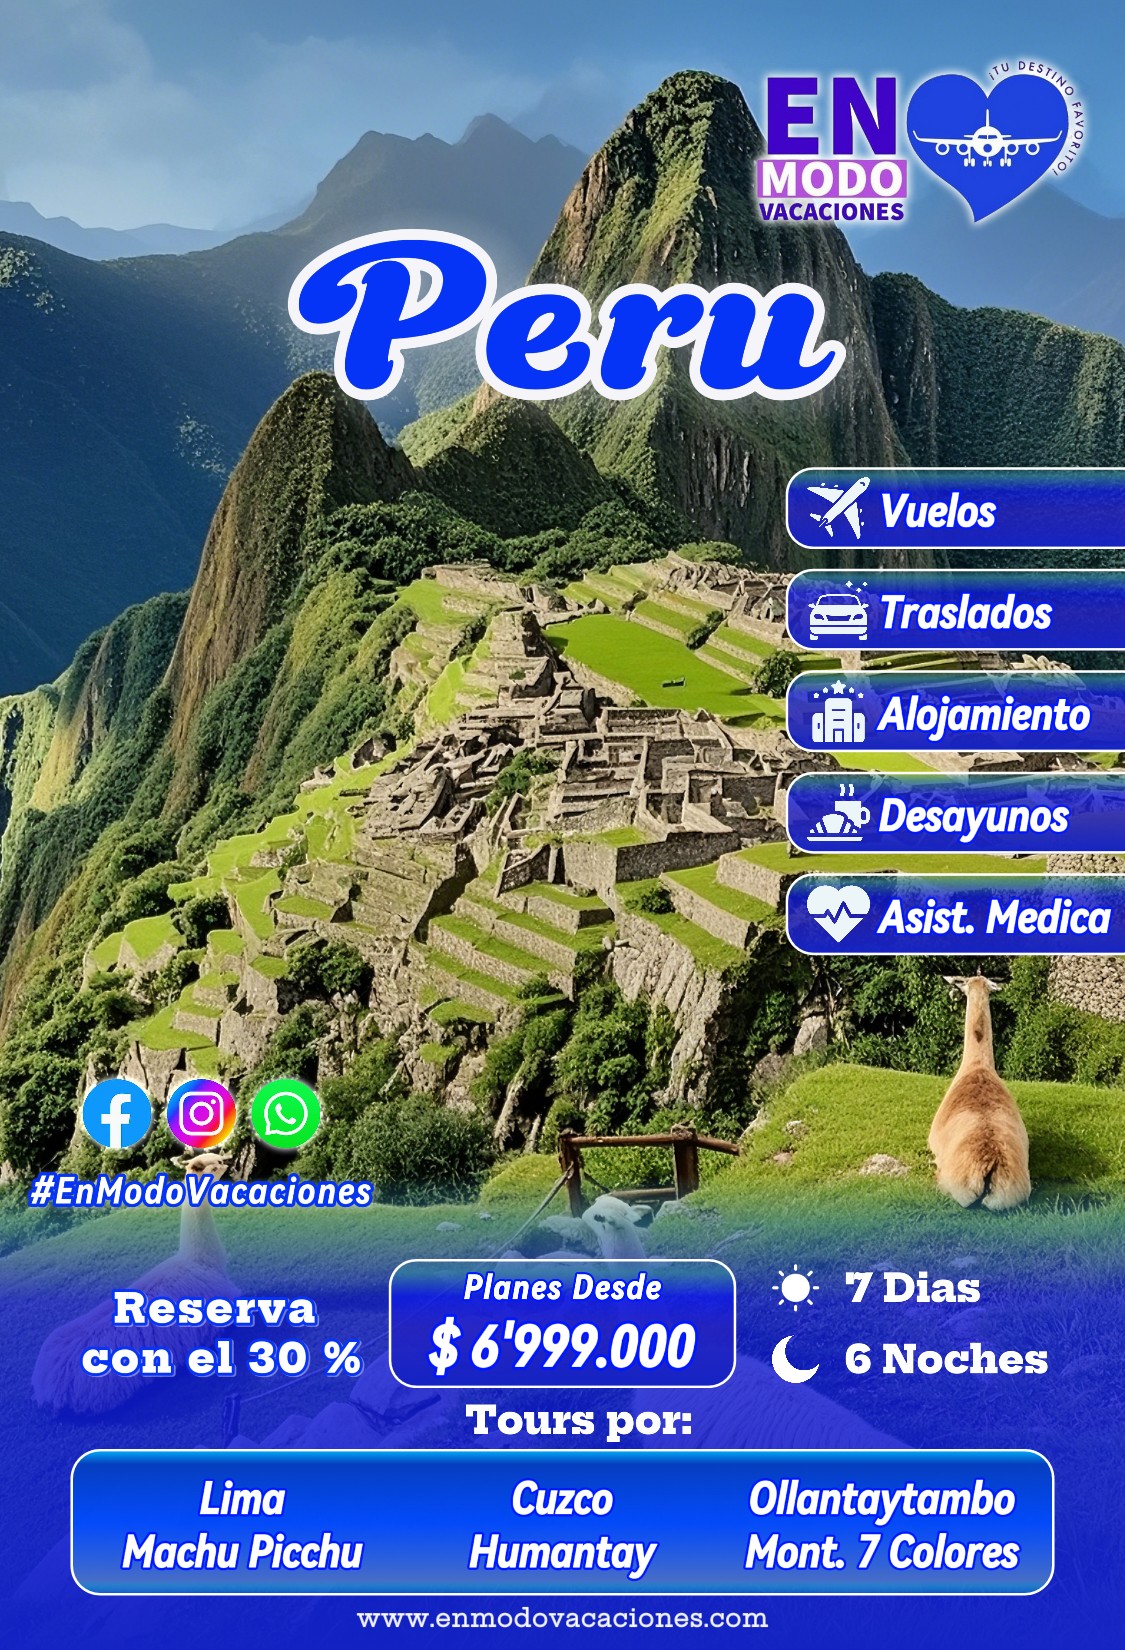 EN
MODO
VACACIONES
¡TU DESTINO FAVORITO!
Peru
Vuelos
Traslados
Alojamiento
Desayunos
Asist. Medica
#EnModoVacaciones
Reserva
con el 30 %
Planes Desde
$ 6'999.000
7 Dias
6 Noches
Tours por:
Lima
Cuzco
Ollantaytambo
Machu Picchu
Humantay
Mont. 7 Colores
www.enmodovacaciones.com